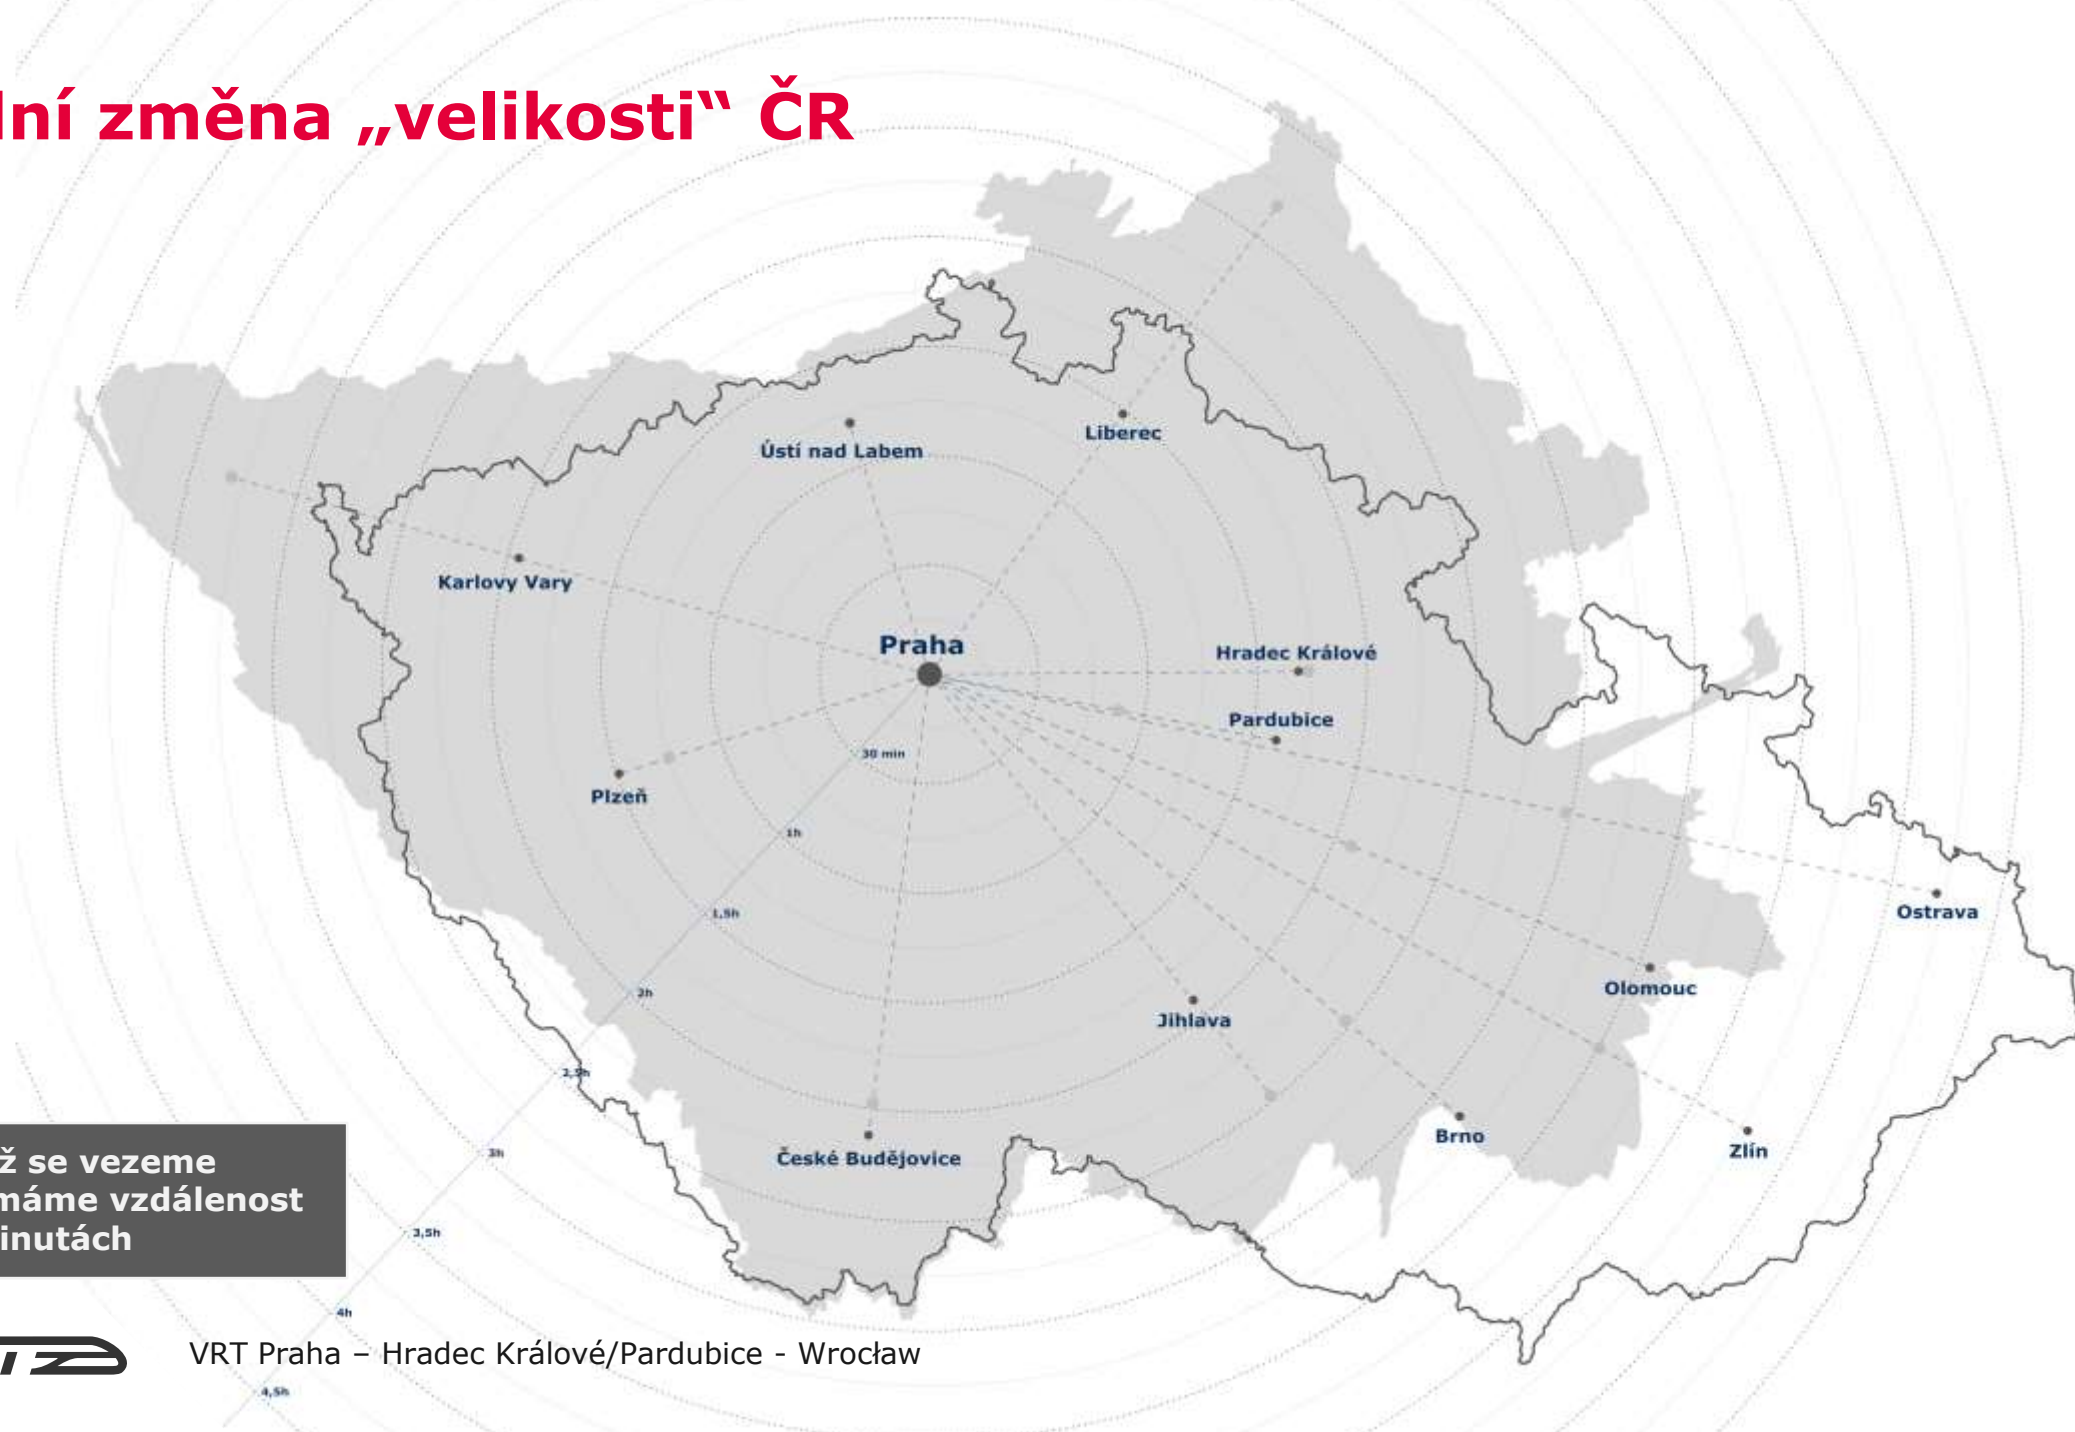 lní změna „velikosti“ ČR
Ústí nad Labem
Liberec
Karlovy Vary
Praha
Hradec Králové
Pardubice
30 min
Plzeň
1h
1,5h
Ostrava
2h
Olomouc
Jihlava
2,5h
Brno
Zlín
České Budějovice
3h
ž se vezeme
máme vzdálenost
inutách
3,5h
4h
VRT Praha – Hradec Králové/Pardubice - Wrocław
4,5h